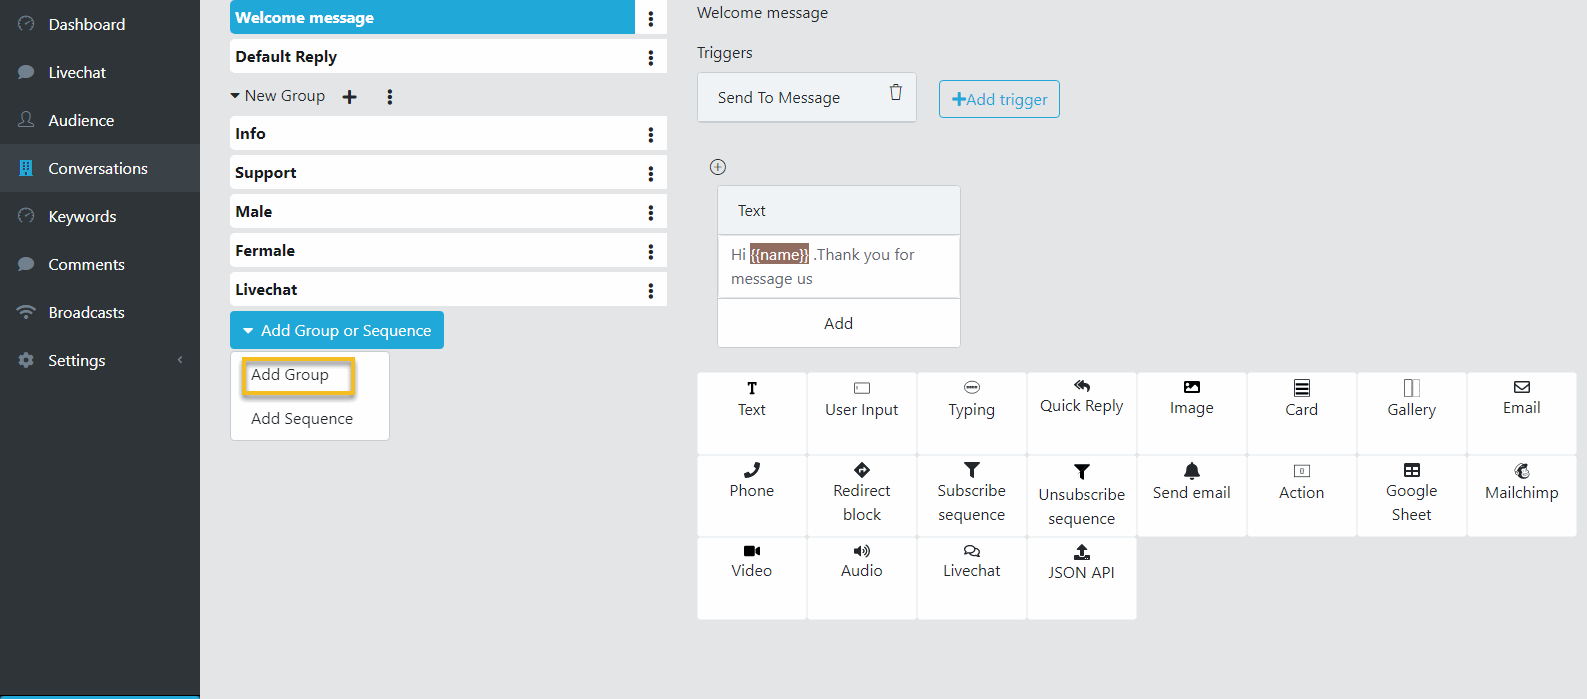 Dashboard
Livechat
Audience
Conversations
Keywords
Comments
Broadcasts
Settings
Welcome message
Default Reply
New Group
Info
Support
Male
Fermale
Livechat
Add Group or Sequence
Add Group
Add Sequence
Welcome message
Triggers
Send To Message
Add trigger
Text
Hi {{name}} .Thank you for
message us
Add
Text
User Input
Typing
Quick Reply
Image
Card
Gallery
Email
Phone
Redirect
block
Subscribe
sequence
Unsubscribe
sequence
Send email
Action
Google
Sheet
Mailchimp
Video
Audio
Livechat
JSON API